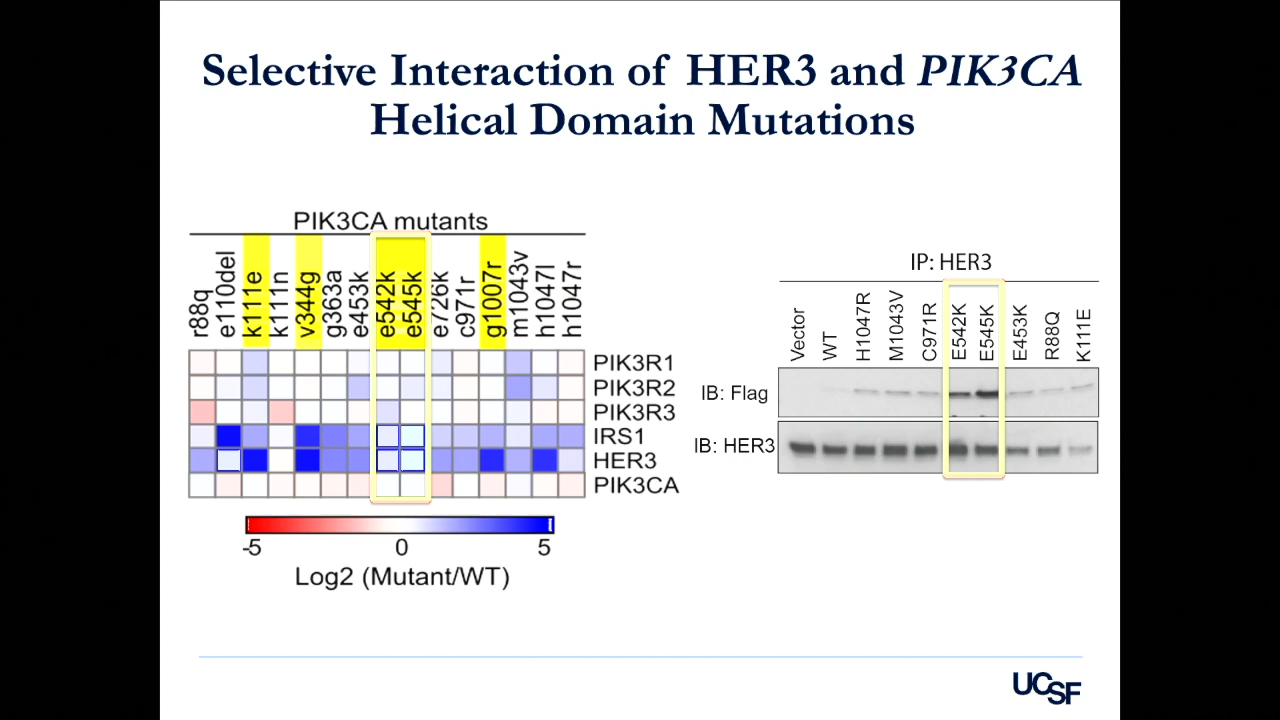 Selective Interaction of HER3 and PIK3CA
Helical Domain Mutations
PIK3CA mutants
r88q e110del k111e k111n v344g g363a e453k e542k e545k e726k c971r g1007r m1043v h1047l h1047r
PIK3R1
PIK3R2
PIK3R3
IRS1
HER3
PIK3CA
-5 0 5
Log2 (Mutant/WT)
IP: HER3
Vector WT H1047R M1043V C971R E542K E545K E453K R88Q K111E
IB: Flag
IB: HER3
UCSF